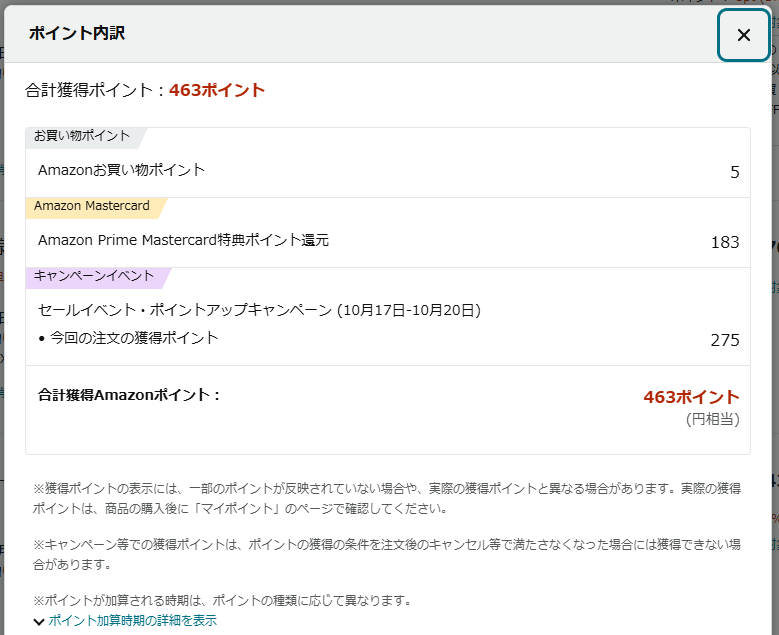 ポイント内訳
合計獲得ポイント：463ポイント
お買い物ポイント
Amazonお買い物ポイント 5
Amazon Mastercard
Amazon Prime Mastercard特典ポイント還元 183
キャンペーンイベント
セールイベント・ポイントアップキャンペーン (10月17日-10月20日)
• 今回の注文の獲得ポイント 275
合計獲得Amazonポイント： 463ポイント
(円相当)
※獲得ポイントの表示には、一部のポイントが反映されていない場合や、実際の獲得ポイントと異なる場合があります。実際の獲得
ポイントは、商品の購入後に「マイポイント」のページで確認してください。
※キャンペーン等での獲得ポイントは、ポイントの獲得の条件を注文後のキャンセル等で満たさなくなった場合には獲得できない場
合があります。
※ポイントが加算される時期は、ポイントの種類に応じて異なります。
ポイント加算時期の詳細を表示